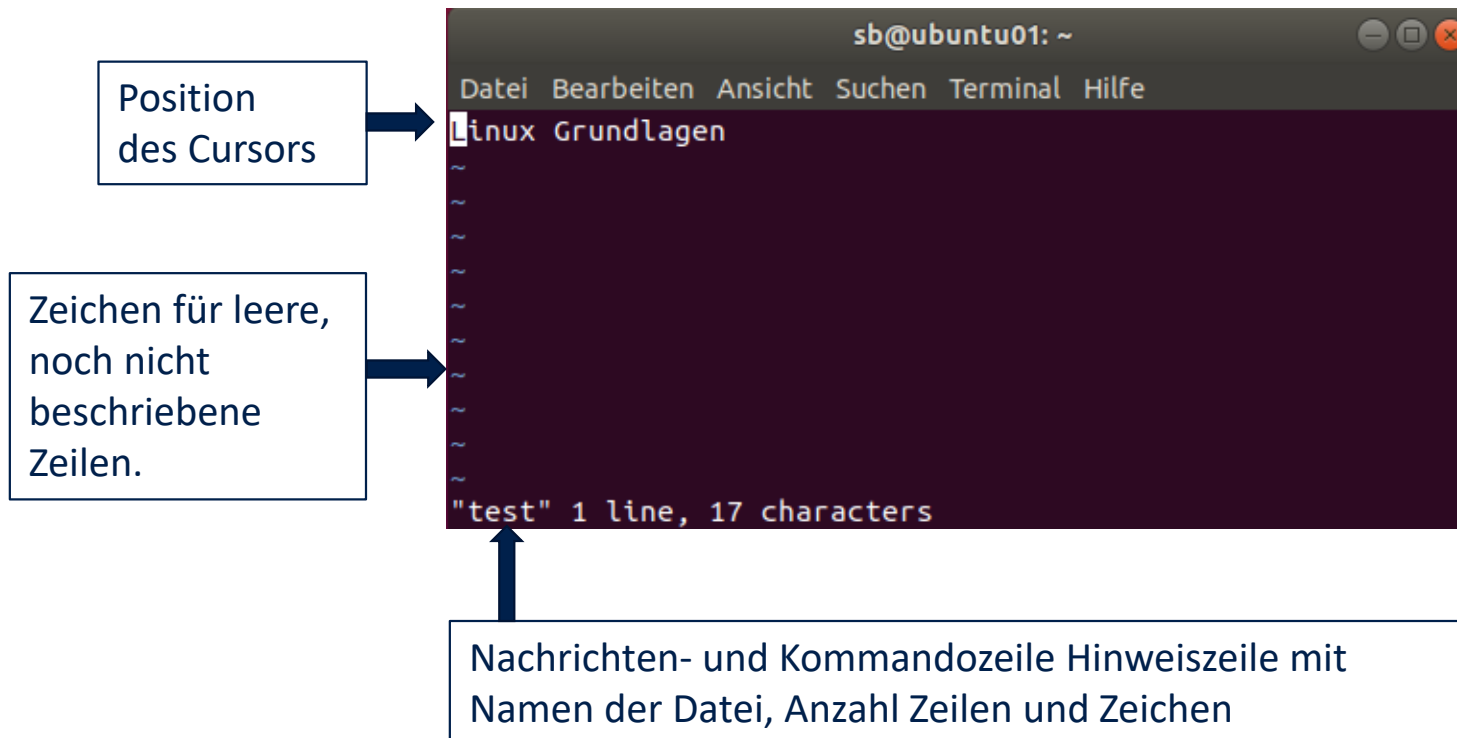 sb@ubuntu01: ~
Datei Bearbeiten Ansicht Suchen Terminal Hilfe
Position
des Cursors
Linux Grundlagen
~
~
~
~
~
~
~
~
~
~
Zeichen für leere,
noch nicht
beschriebene
Zeilen.
"test" 1 line, 17 characters
Nachrichten- und Kommandozeile Hinweiszeile mit
Namen der Datei, Anzahl Zeilen und Zeichen